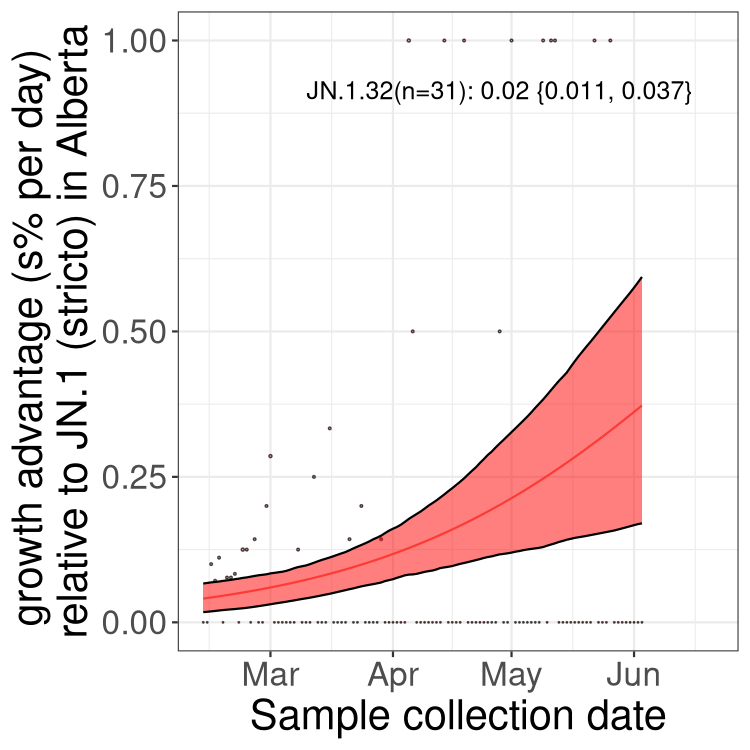 growth advantage (s% per day)
relative to JN.1 (stricto) in Alberta
1.00
0.75
0.50
0.25
0.00
JN.1.32(n=31): 0.02 {0.011, 0.037}
Mar Apr May Jun
Sample collection date